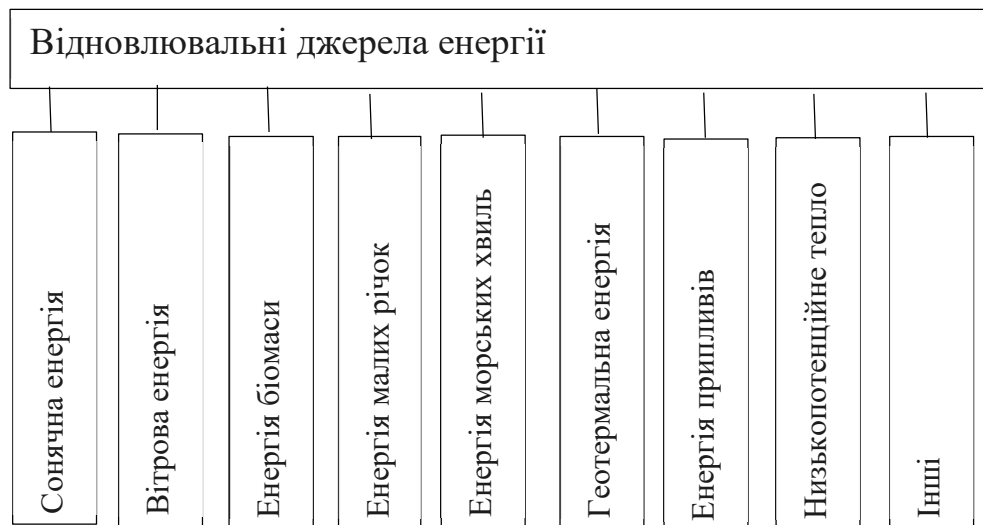 Відновлювальні джерела енергії
Сонячна енергія
Вітрова енергія
Енергія біомаси
Енергія малих річок
Енергія морських хвиль
Геотермальна енергія
Енергія припливів
Низькопотенційне тепло
Інші